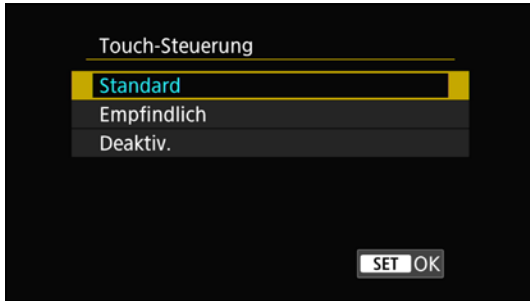 Touch-Steuerung
Standard
Empfindlich
Deaktiv.
SET OK